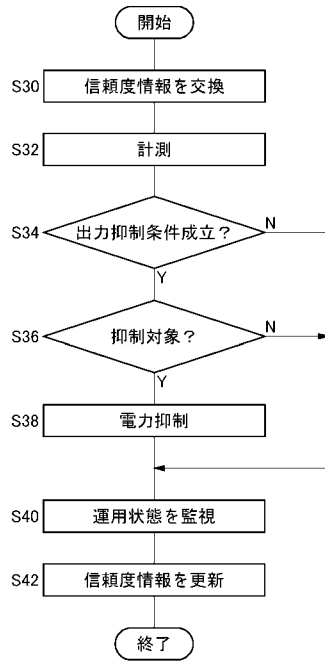 開始
S30 信頼度情報を交換
S32 計測
S34 出力抑制条件成立？ N
Y
S36 抑制対象？ N
Y
S38 電力抑制
S40 運用状態を監視
S42 信頼度情報を更新
終了